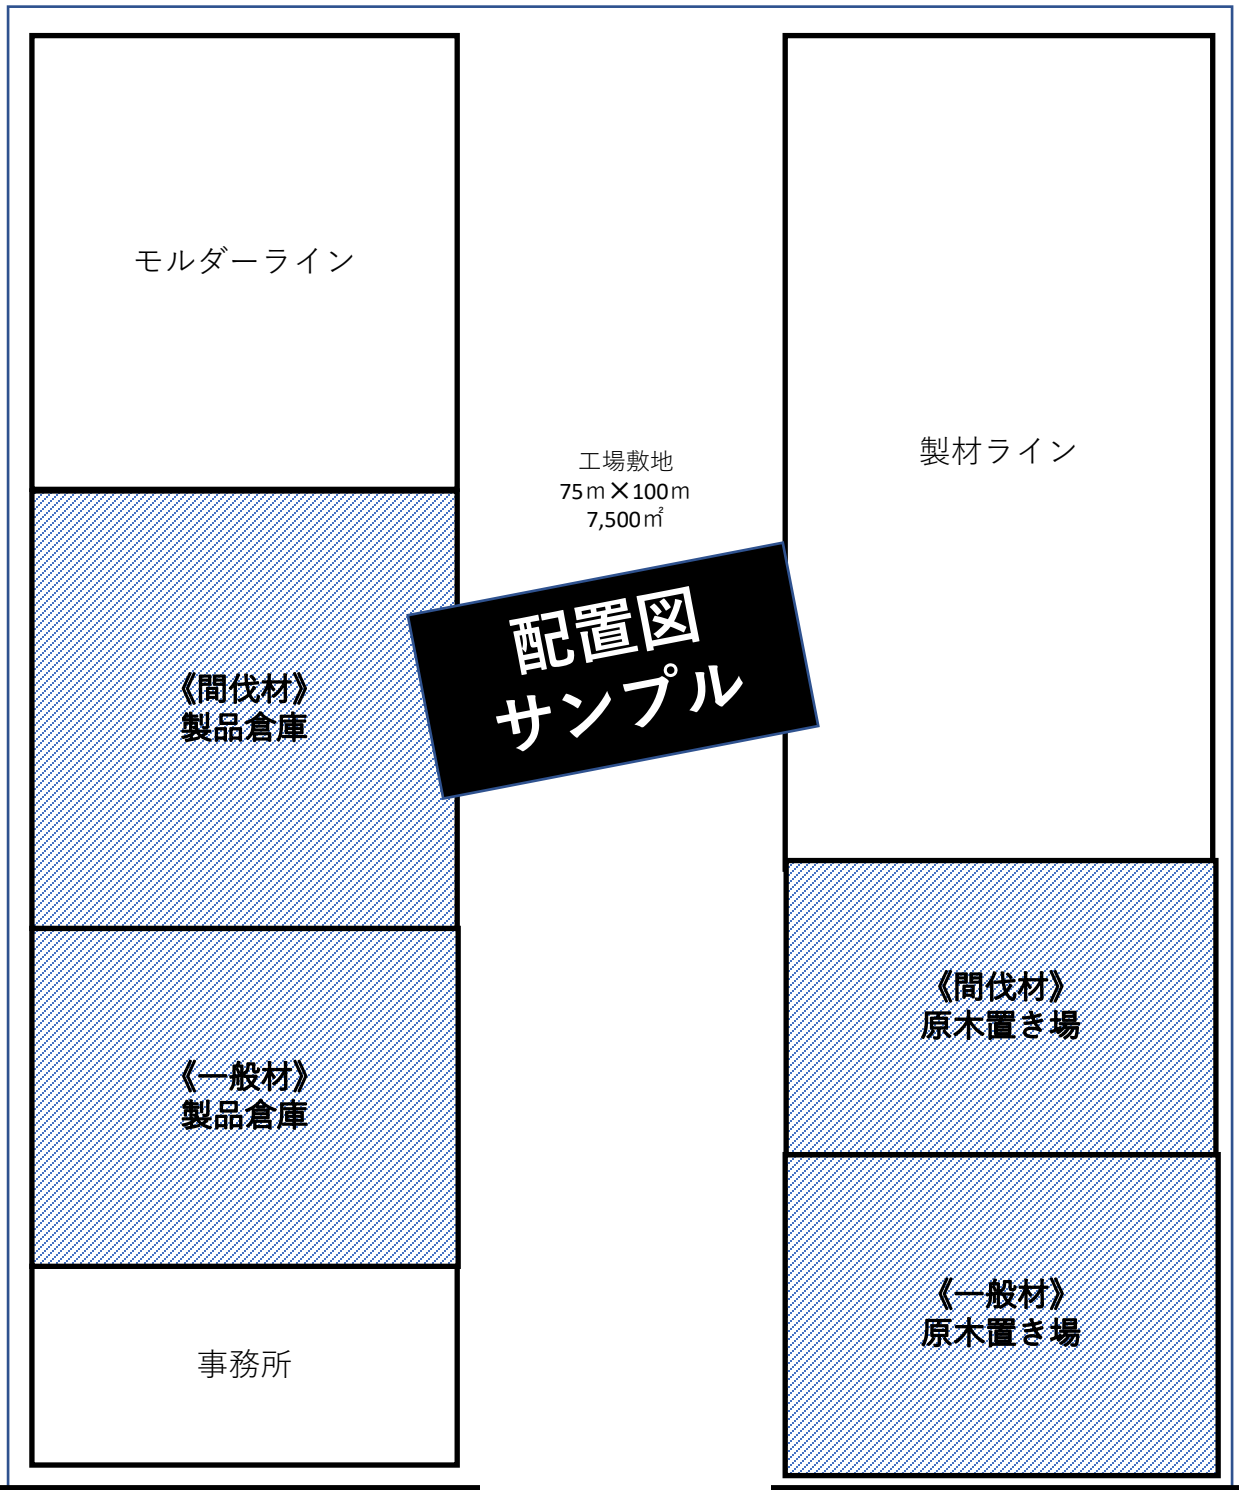 モルダーライン
工場敷地
75m×100m
7,500㎡
製材ライン
配置図
サンプル
《間伐材》
製品倉庫
《一般材》
製品倉庫
事務所
《間伐材》
原木置き場
《一般材》
原木置き場